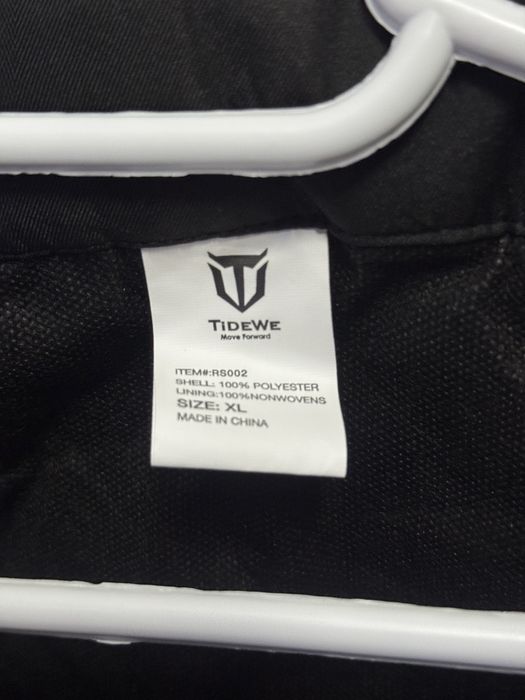 TiDEWE
Move Forward
ITEM#:RS002
SHELL: 100% POLYESTER
LINING:100%NONWOVENS
SIZE: XL
MADE IN CHINA